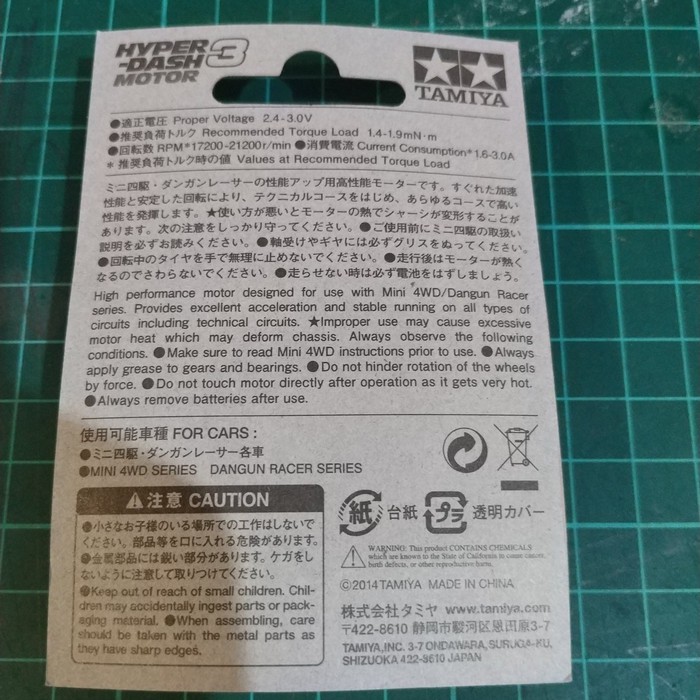 HYPER
-DASH 3
MOTOR
TAMIYA
●適正電圧 Proper Voltage 2.4-3.0V
●推奨負荷トルク Recommended Torque Load 1.4-1.9mN·m
●回転数 RPM*17200-21200r/min ●消費電流 Current Consumption*1.6-3.0A
* 推奨負荷トルク時の値 Values at Recommended Torque Load
ミニ四駆・ダンガンレーサーの性能アップ用高性能モーターです。すぐれた加速
性能と安定した回転により、テクニカルコースをはじめ、あらゆるコースで高い
性能を発揮します。★使い方が悪いとモーターの熱でシャーシが変形することが
あります。次の注意をしっかり守ってください。●ご使用前にミニ四駆の取扱い
説明を必ずお読みください。●軸受けやギヤには必ずグリスをぬってください。
●回転中のタイヤを手で無理に止めないでください。●走行後はモーターが熱く
なるのでさわらないでください。●走らせない時は必ず電池をはずしましょう。
High performance motor designed for use with Mini 4WD/Dangun Racer
series. Provides excellent acceleration and stable running on all types of
circuits including technical circuits. ★Improper use may cause excessive
motor heat which may deform chassis. Always observe the following
conditions. ●Make sure to read Mini 4WD instructions prior to use. ●Always
apply grease to gears and bearings. ●Do not hinder rotation of the wheels
by force. ●Do not touch motor directly after operation as it gets very hot.
●Always remove batteries after use.
使用可能車種 FOR CARS :
●ミニ四駆・ダンガンレーサー各車
●MINI 4WD SERIES DANGUN RACER SERIES
注意 CAUTION
●小さなお子様のいる場所での工作はしないで
ください。部品等を口に入れる危険があります。
●金属部品には鋭い部分があります。ケガをし
ないように注意して取りつけてください。
●Keep out of reach of small children. Chil-
dren may accidentally ingest parts or pack-
aging material. ●When assembling, care
should be taken with the metal parts as
they have sharp edges.
紙 台紙 プラ 透明カバー
WARNING: This product CONTAINS CHEMICALS
which are known to the State of California to cause cancer,
birth defects, or other reproductive harm.
©2014 TAMIYA MADE IN CHINA
株式会社タミヤ www.tamiya.com
〒422-8610 静岡市駿河区恩田原3-7
TAMIYA,INC. 3-7 ONDAWARA, SURUGA-KU,
SHIZUOKA 422-8610 JAPAN